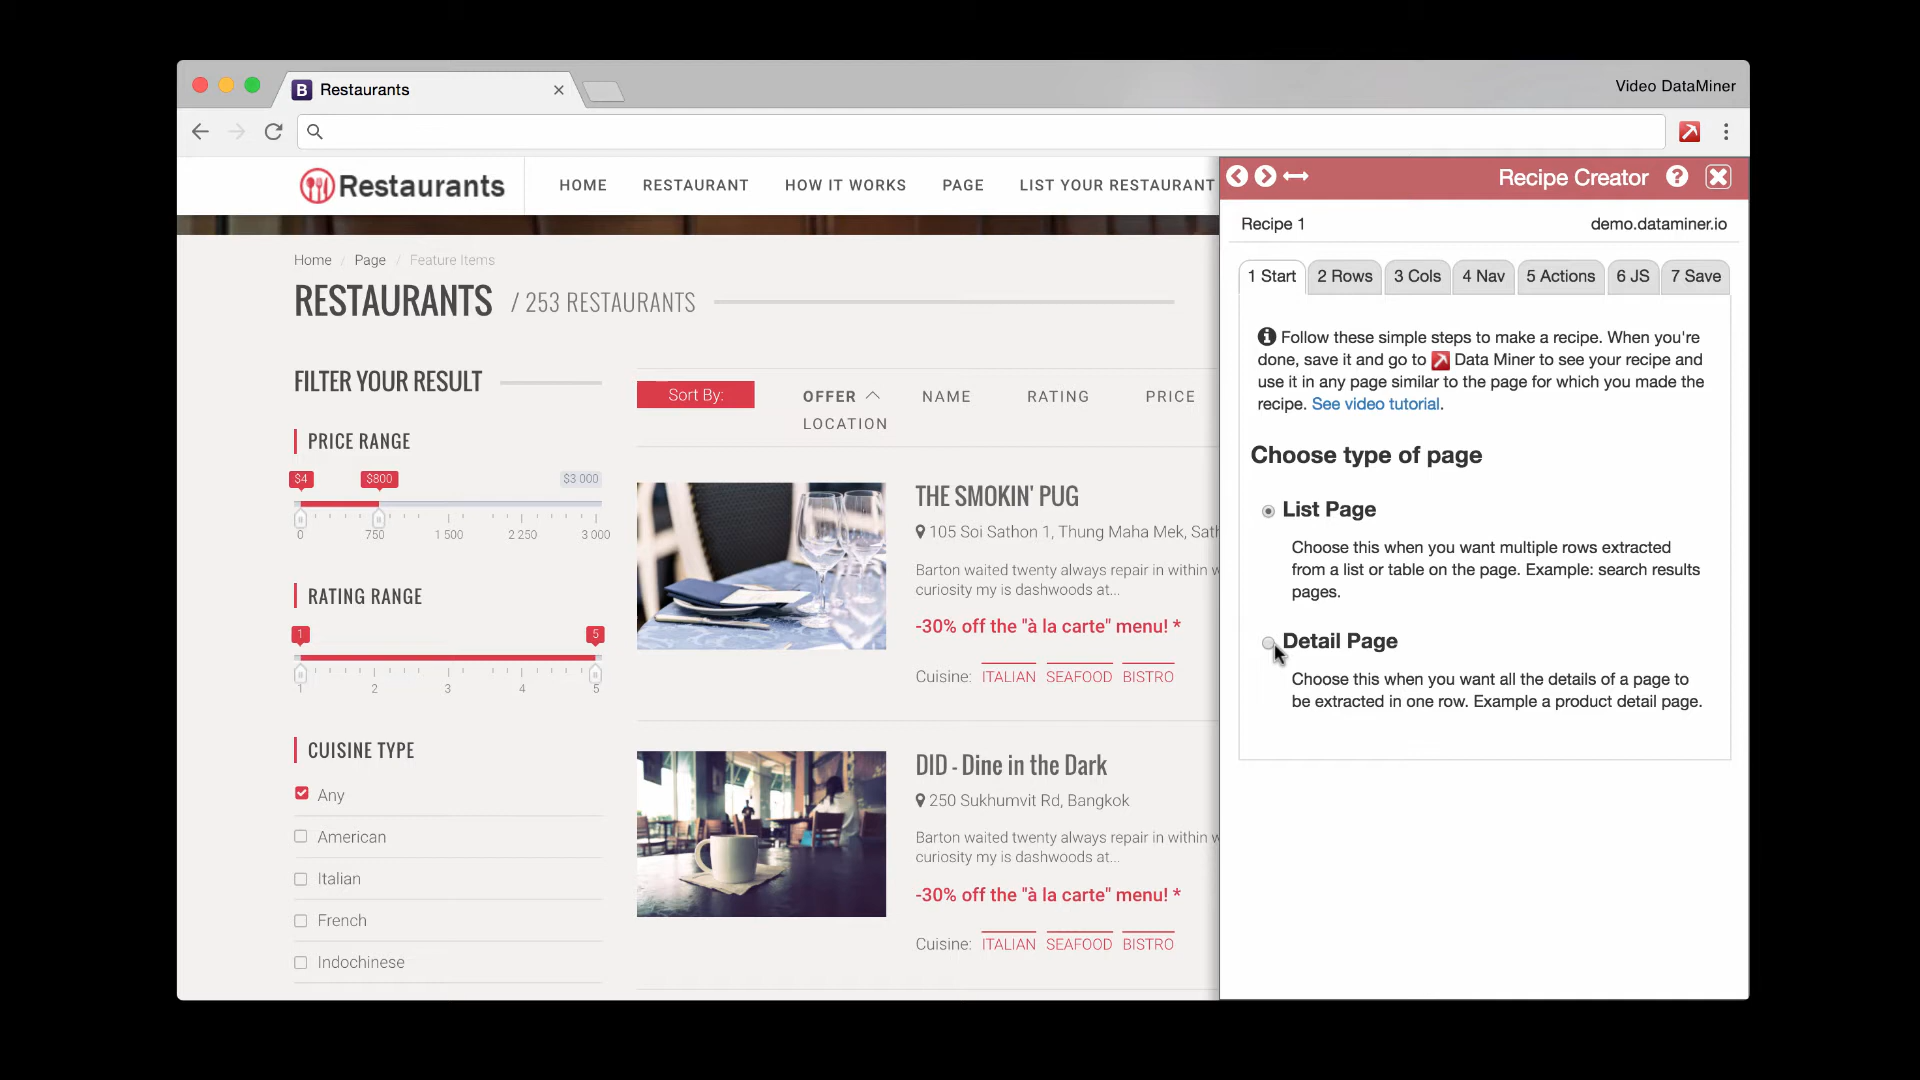 Restaurants
Video DataMiner
Restaurants
HOME
RESTAURANT
HOW IT WORKS
PAGE
LIST YOUR RESTAURANT
Home / Page / Feature Items
RESTAURANTS / 253 RESTAURANTS
FILTER YOUR RESULT
PRICE RANGE
$4
$800
$3 000
0
750
1 500
2 250
3 000
RATING RANGE
1
5
1
2
3
4
5
CUISINE TYPE
Any
American
Italian
French
Indochinese
Sort By:
OFFER
NAME
RATING
PRICE
LOCATION
THE SMOKIN' PUG
105 Soi Sathon 1, Thung Maha Mek, Sath
Barton waited twenty always repair in within w
curiosity my is dashwoods at...
-30% off the "à la carte" menu! *
Cuisine: ITALIAN SEAFOOD BISTRO
DID - Dine in the Dark
250 Sukhumvit Rd, Bangkok
Barton waited twenty always repair in within w
curiosity my is dashwoods at...
-30% off the "à la carte" menu! *
Cuisine: ITALIAN SEAFOOD BISTRO
Recipe Creator
Recipe 1
demo.dataminer.io
1 Start
2 Rows
3 Cols
4 Nav
5 Actions
6 JS
7 Save
Follow these simple steps to make a recipe. When you're
done, save it and go to Data Miner to see your recipe and
use it in any page similar to the page for which you made the
recipe. See video tutorial.
Choose type of page
List Page
Choose this when you want multiple rows extracted
from a list or table on the page. Example: search results
pages.
Detail Page
Choose this when you want all the details of a page to
be extracted in one row. Example a product detail page.